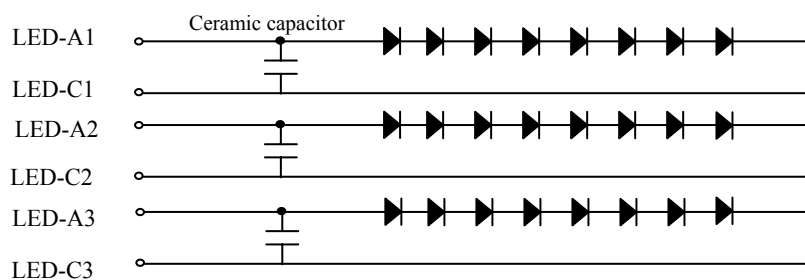 Ceramic capacitor
LED-A1
LED-C1
LED-A2
LED-C2
LED-A3
LED-C3